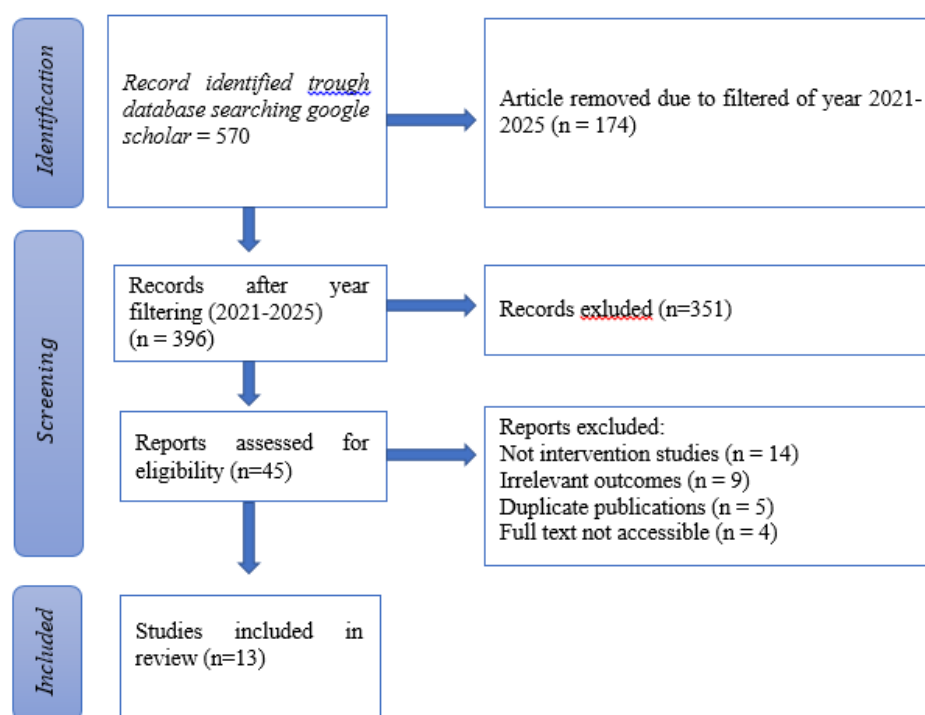 Identification
Record identified trough
database searching google
scholar = 570
Article removed due to filtered of year 2021-
2025 (n = 174)
Screening
Records after year
filtering (2021-2025)
(n = 396)
Records exluded (n=351)
Reports assessed for
eligibility (n=45)
Reports excluded:
Not intervention studies (n = 14)
Irrelevant outcomes (n = 9)
Duplicate publications (n = 5)
Full text not accessible (n = 4)
Included
Studies included in
review (n=13)